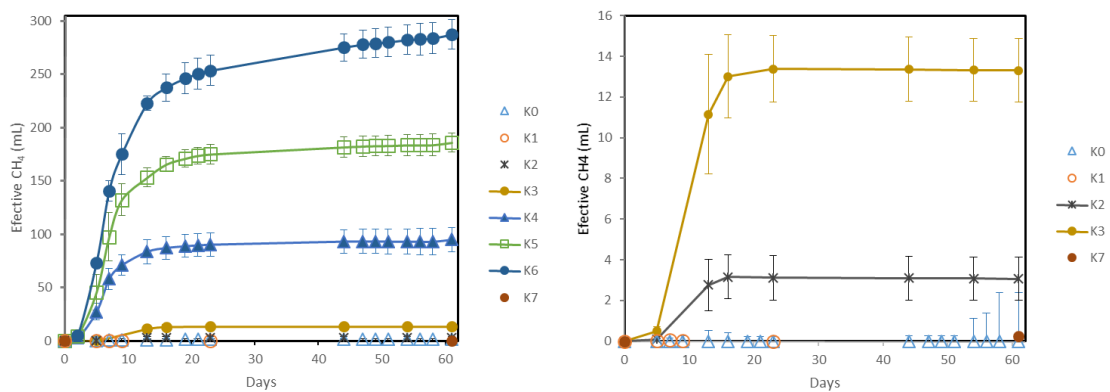 300
250
200
150
100
50
0
Efective CH₄ (mL)
0 10 20 30 40 50 60
Days
K0
K1
K2
K3
K4
K5
K6
K7
16
14
12
10
8
6
4
2
0
Efective CH4 (mL)
0 10 20 30 40 50 60
Days
K0
K1
K2
K3
K7